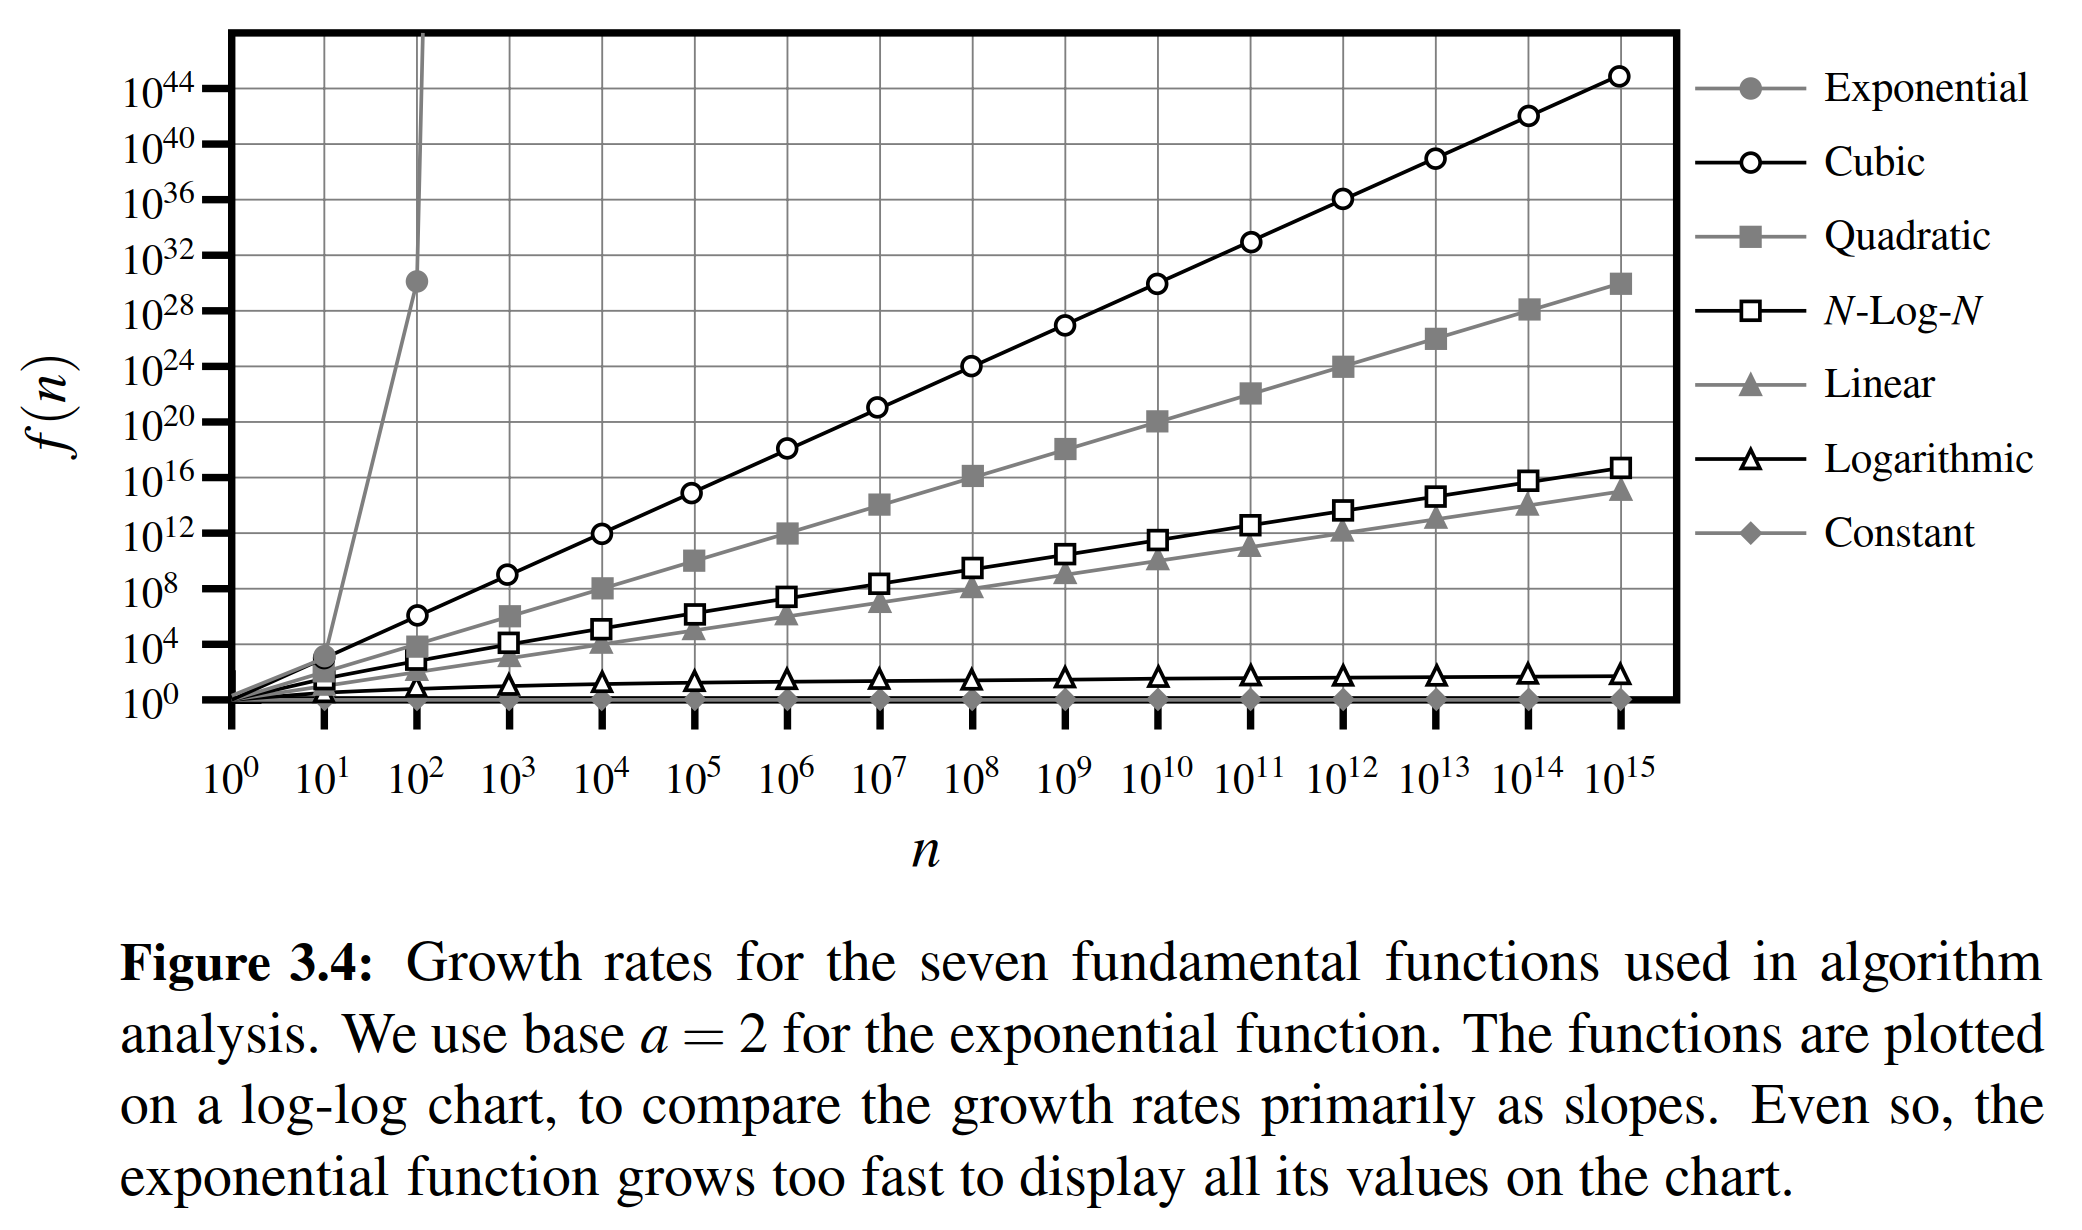 10^44
10^40
10^36
10^32
10^28
10^24
10^20
10^16
10^12
10^8
10^4
10^0
f(n)
10^0 10^1 10^2 10^3 10^4 10^5 10^6 10^7 10^8 10^9 10^10 10^11 10^12 10^13 10^14 10^15
n
Exponential
Cubic
Quadratic
N-Log-N
Linear
Logarithmic
Constant
Figure 3.4: Growth rates for the seven fundamental functions used in algorithm
analysis. We use base a = 2 for the exponential function. The functions are plotted
on a log-log chart, to compare the growth rates primarily as slopes. Even so, the
exponential function grows too fast to display all its values on the chart.